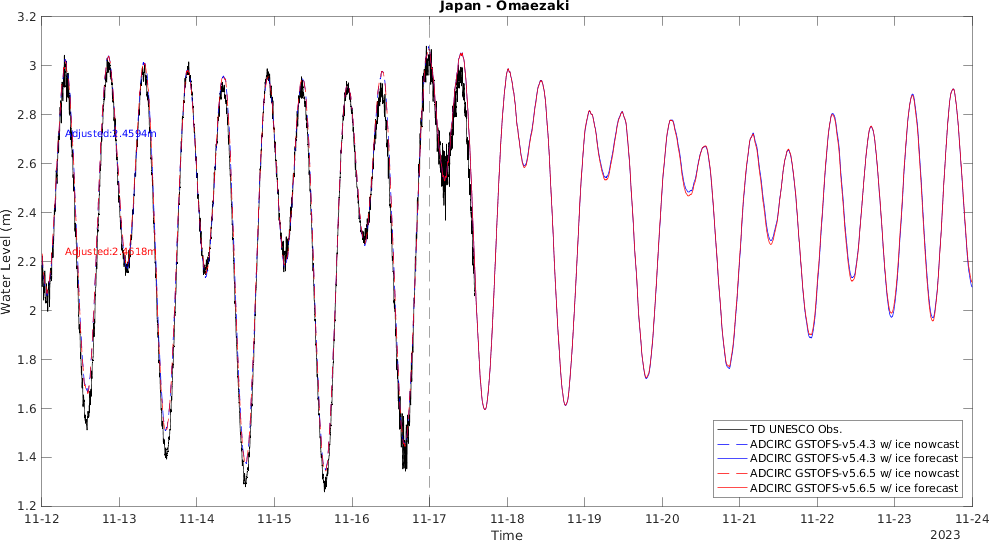 Japan - Omaezaki
3.2
3
2.8
2.6
2.4
2.2
2
1.8
1.6
1.4
1.2
Water Level (m)
Adjusted:2.4594m
TD UNESCO Obs.
ADCIRC GSTOFS-v5.4.3 w/ ice nowcast
ADCIRC GSTOFS-v5.4.3 w/ ice forecast
ADCIRC GSTOFS-v5.6.5 w/ ice nowcast
ADCIRC GSTOFS-v5.6.5 w/ ice forecast
11-12 11-13 11-14 11-15 11-16 11-17 11-18 11-19 11-20 11-21 11-22 11-23 11-24
Time
2023